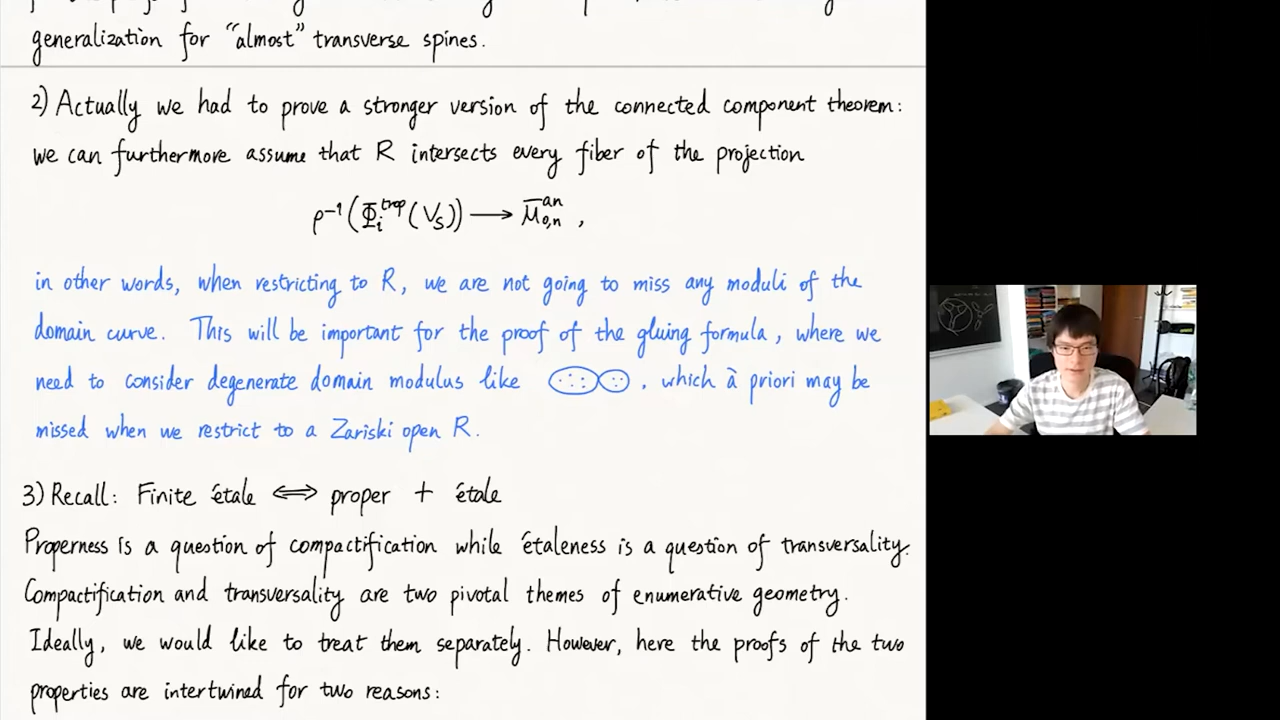 generalization for "almost" transverse spines.
2) Actually we had to prove a stronger version of the connected component theorem:
we can furthermore assume that R intersects every fiber of the projection
ρ⁻¹(Φᵢᵗʳᵒᵖ(V_S)) ⟶ M̄₀,ₙᵃⁿ ,
in other words, when restricting to R, we are not going to miss any moduli of the
domain curve. This will be important for the proof of the gluing formula, where we
need to consider degenerate domain modulus like , which à priori may be
missed when we restrict to a Zariski open R.
3) Recall: Finite étale ⟺ proper + étale
Properness is a question of compactification while étaleness is a question of transversality.
Compactification and transversality are two pivotal themes of enumerative geometry.
Ideally, we would like to treat them separately. However, here the proofs of the two
properties are intertwined for two reasons: